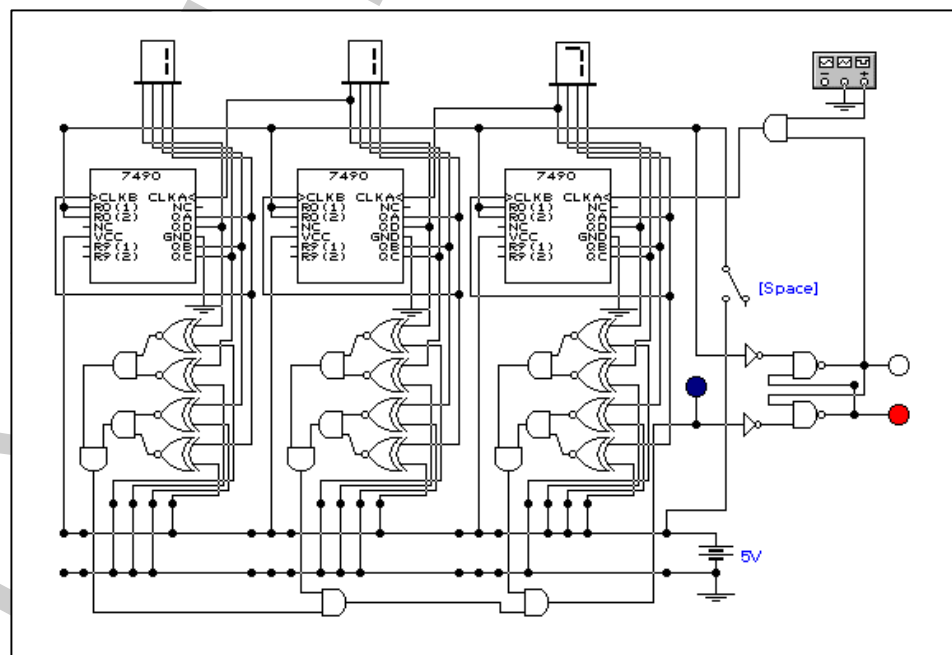 7490
CLKB CLKA
R0(1) NC
R0(2) QA
NC QD
VCC GND
R9(1) QB
R9(2) QC
7490
CLKB CLKA
R0(1) NC
R0(2) QA
NC QD
VCC GND
R9(1) QB
R9(2) QC
7490
CLKB CLKA
R0(1) NC
R0(2) QA
NC QD
VCC GND
R9(1) QB
R9(2) QC
[Space]
5V